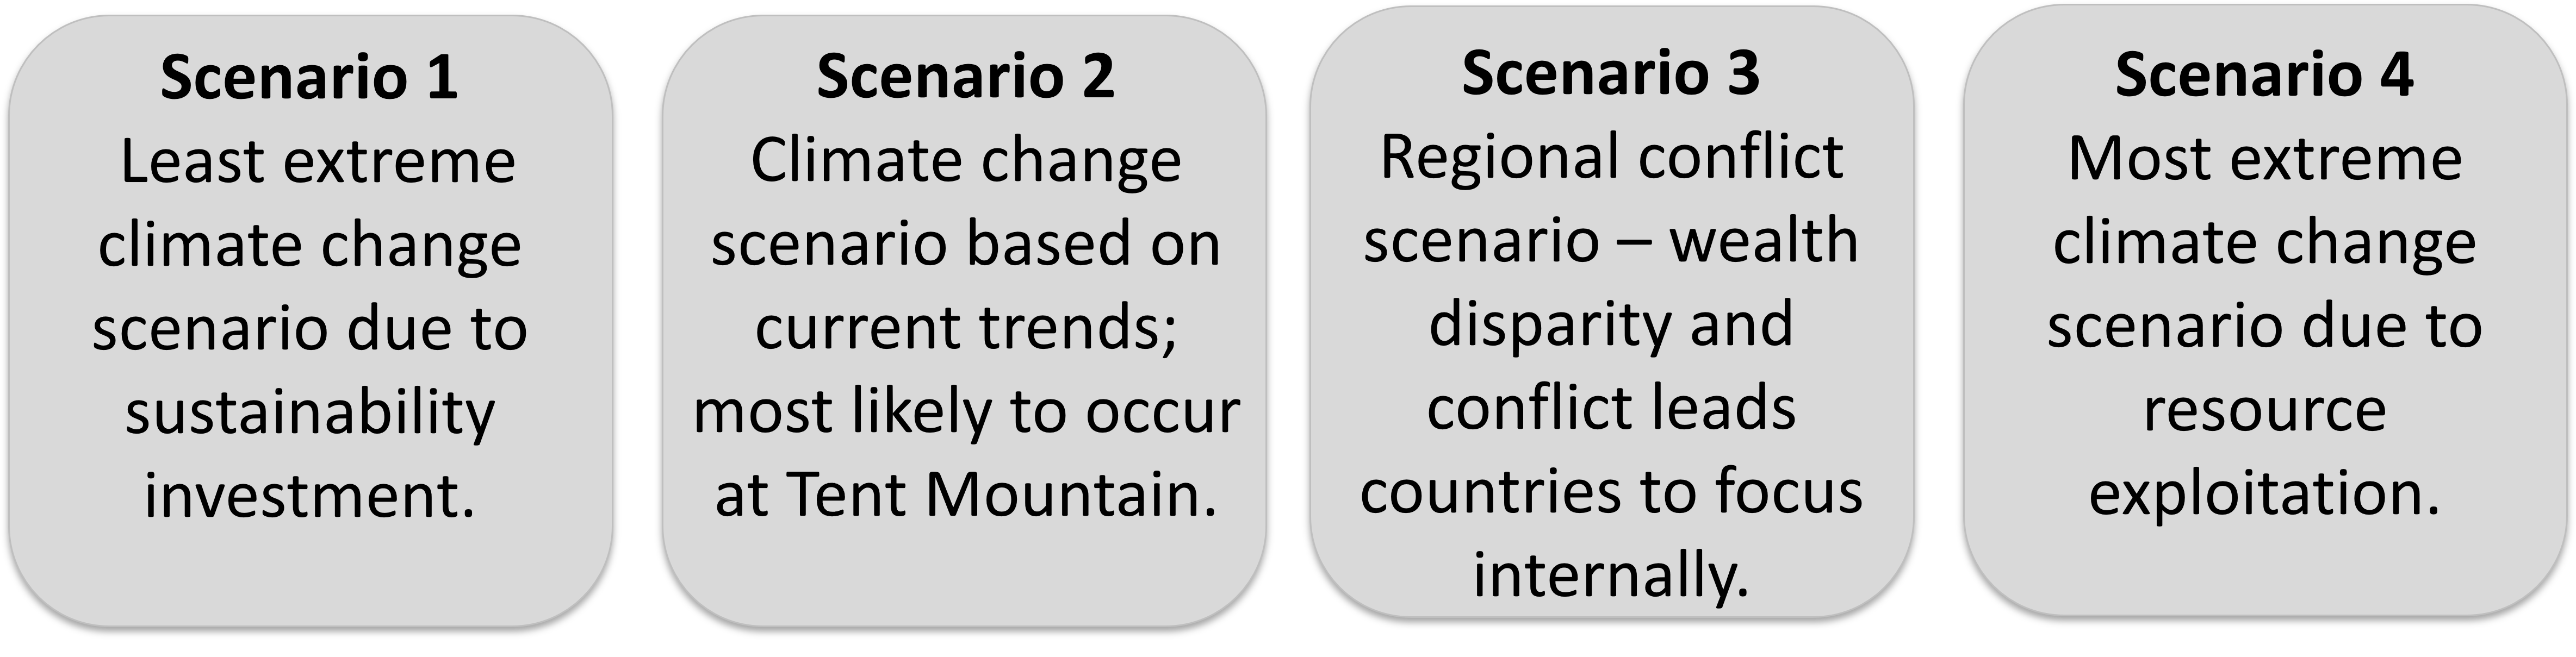 Scenario 1
Least extreme
climate change
scenario due to
sustainability
investment.
Scenario 2
Climate change
scenario based on
current trends;
most likely to occur
at Tent Mountain.
Scenario 3
Regional conflict
scenario – wealth
disparity and
conflict leads
countries to focus
internally.
Scenario 4
Most extreme
climate change
scenario due to
resource
exploitation.